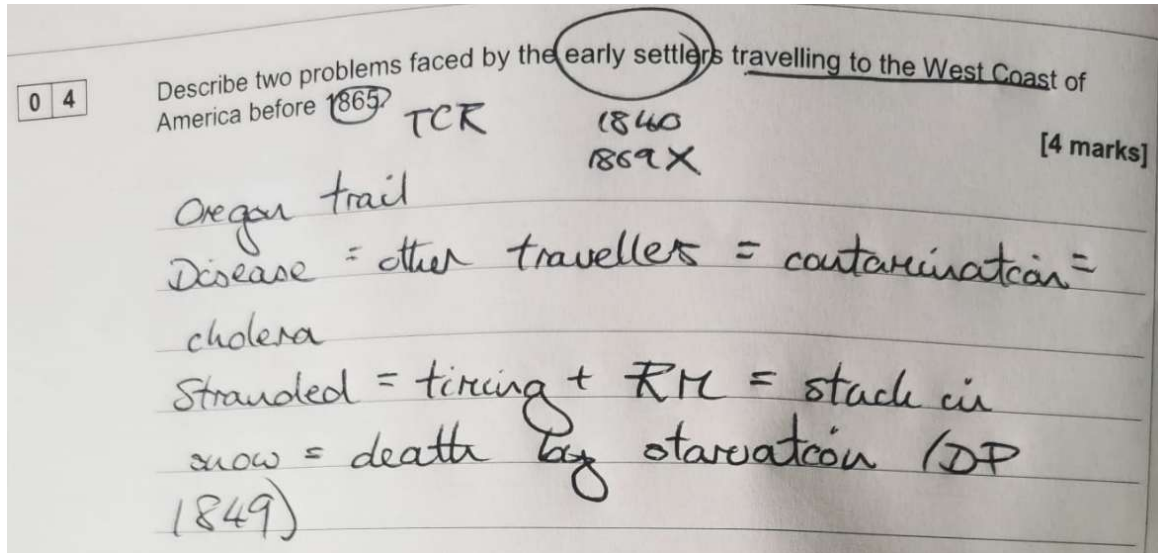 0 4
Describe two problems faced by the early settlers travelling to the West Coast of
America before 1865?
TCR
1840
1869 X
[4 marks]
Oregon trail
Disease = other travellers = contamination =
cholera
Stranded = timing + RM = stuck in
snow = death by starvation (DP
1849)